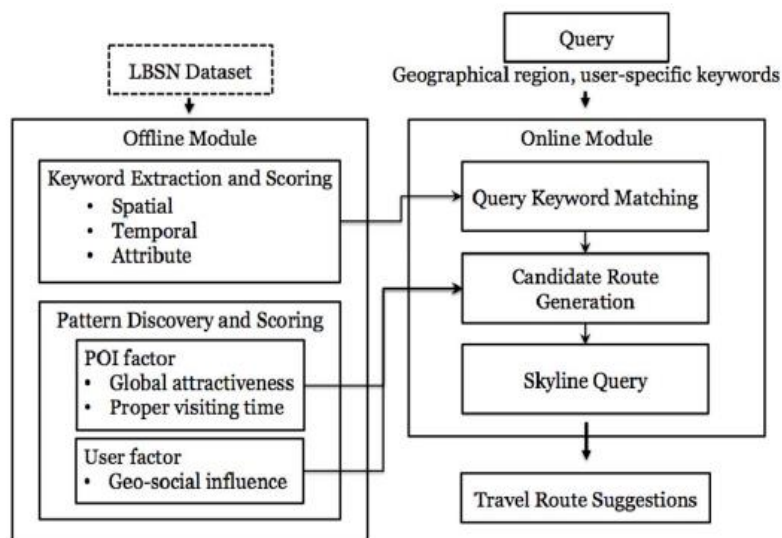 LBSN Dataset
Offline Module
Keyword Extraction and Scoring
• Spatial
• Temporal
• Attribute
Pattern Discovery and Scoring
POI factor
• Global attractiveness
• Proper visiting time
User factor
• Geo-social influence
Query
Geographical region, user-specific keywords
Online Module
Query Keyword Matching
Candidate Route
Generation
Skyline Query
Travel Route Suggestions